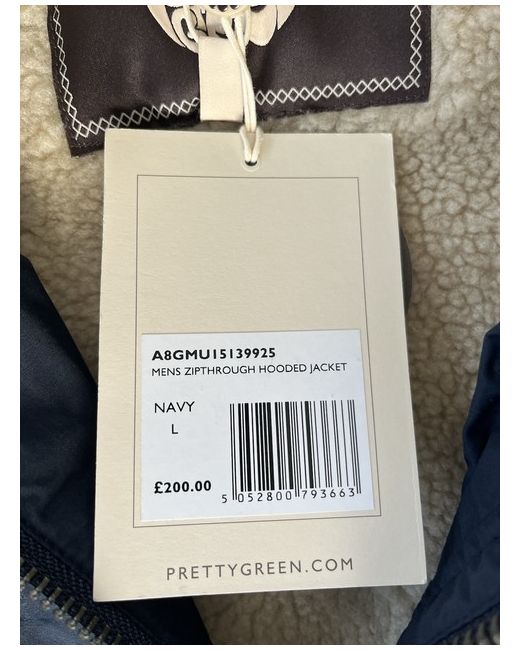 A8GMU15139925
MENS ZIPTHROUGH HOODED JACKET
NAVY
L
£200.00
5 052800 793663
PRETTYGREEN.COM